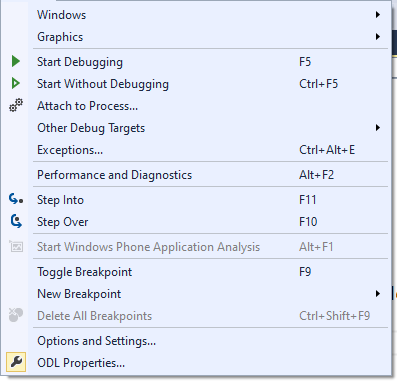 Windows
Graphics
Start Debugging F5
Start Without Debugging Ctrl+F5
Attach to Process...
Other Debug Targets
Exceptions... Ctrl+Alt+E
Performance and Diagnostics Alt+F2
Step Into F11
Step Over F10
Start Windows Phone Application Analysis Alt+F1
Toggle Breakpoint F9
New Breakpoint
Delete All Breakpoints Ctrl+Shift+F9
Options and Settings...
ODL Properties...